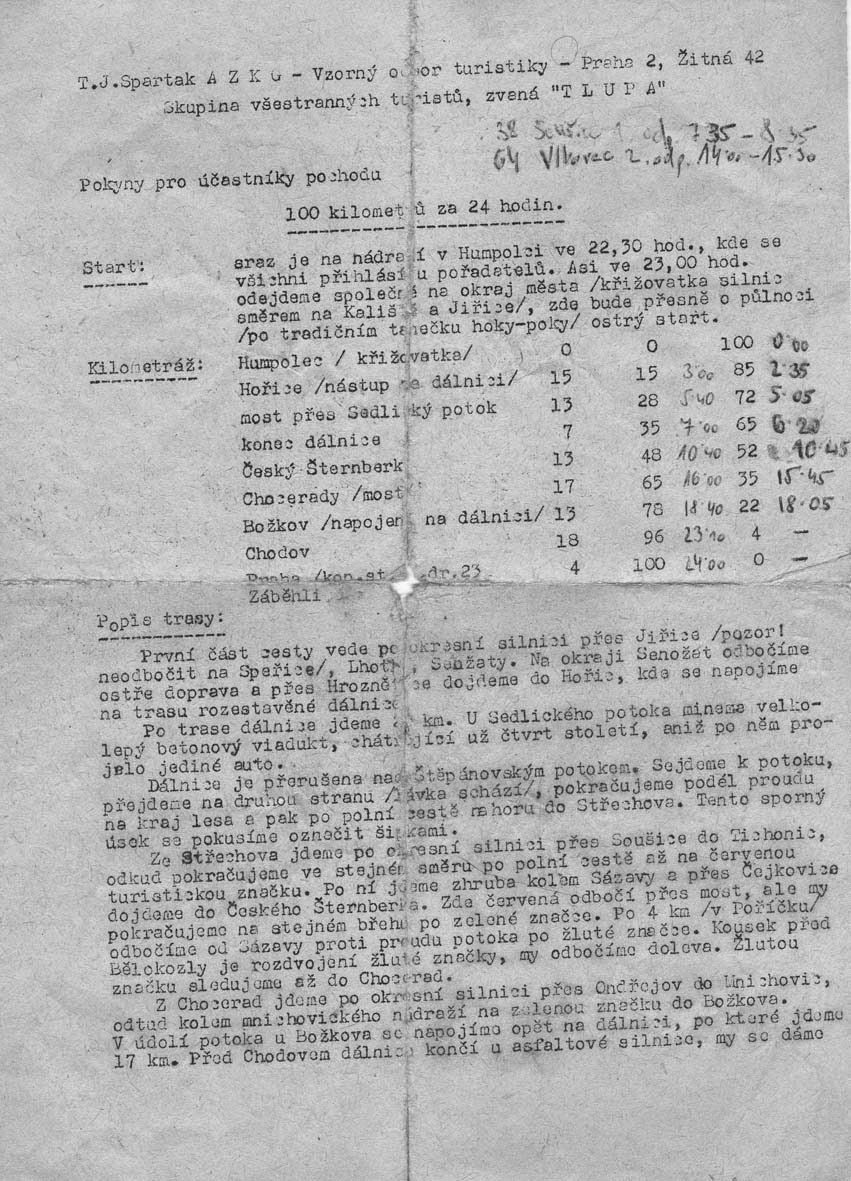 T.J.Spartak A Z K G - Vzorný odbor turistiky - Praha 2, Žitná 42
Skupina všestranných turistů, zvaná "T L U P A"
38 1. od. 7 35 - 8 35
64 Vlkovec 2. odp. 14 00 - 15 30
Pokyny pro účastníky pochodu
100 kilometrů za 24 hodin.
Start: sraz je na nádraží v Humpolci ve 22,30 hod., kde se
všichni přihlásí u pořadatelů. Asi ve 23,00 hod.
odejdeme společně na okraj města /křižovatka silnic
směrem na Kaliště a Jiřice/, zde bude přesně o půlnoci
/po tradičním tanečku hoky-poky/ ostrý start.
Kilometráž: Humpolec / křižovatka/ 0 0 100 0 00
Hořice /nástup na dálnici/ 15 15 3 00 85 2 35
most přes Sedlický potok 13 28 5 40 72 5 05
konec dálnice 7 35 7 00 65 6 20
Český Šternberk 13 48 10 40 52 10 45
Chocerady /most 17 65 16 00 35 15 45
Božkov /napojení na dálnici/ 13 78 18 40 22 18 05
Chodov 18 96 23 10 4 -
Praha /kon.st. dr.23 4 100 24 00 0 -
Záběhli
Popis trasy:
První část cesty vede po okresní silnici přes Jiřice /pozor!
neodbočit na Speřice/, Lhotu, Senžaty. Na okraji Senožat odbočíme
ostře doprava a přes Hroznětice dojdeme do Hořic, kde se napojíme
na trasu rozestavěné dálnice
Po trase dálnice jdeme km. U Sedlického potoka mineme velko-
lepý betonový viadukt, chátrající už čtvrt století, aniž po něm pro-
jelo jediné auto.
Dálnice je přerušena nad Štěpánovským potokem. Sejdeme k potoku,
přejdeme na druhou stranu /lávka schází/, pokračujeme podél proudu
na kraj lesa a pak po polní cestě nahoru do Střechova. Tento sporný
úsek se pokusíme označit šipkami.
Ze Střechova jdeme po okresní silnici přes Soušice do Tichonic,
odkud pokračujeme ve stejném směru po polní cestě až na červenou
turistickou značku. Po ní jdeme zhruba kolem Sázavy a přes Čejkovice
dojdeme do Českého Šternberka. Zde červená odbočí přes most, ale my
pokračujeme na stejném břehu po zelené značce. Po 4 km /v Poříčku/
odbočíme od Sázavy proti proudu potoka po žluté značce. Kousek před
Bělokozly je rozdvojení žluté značky, my odbočíme doleva. Žlutou
značku sledujeme až do Chocerad.
Z Chocerad jdeme po okresní silnici přes Ondřejov do Mnichovic,
odtud kolem mnichovického nádraží na zelenou značku do Božkova.
V údolí potoka u Božkova se napojíme opět na dálnici, po které jdeme
17 km. Před Chodovem dálnice končí u asfaltové silnice, my se dáme